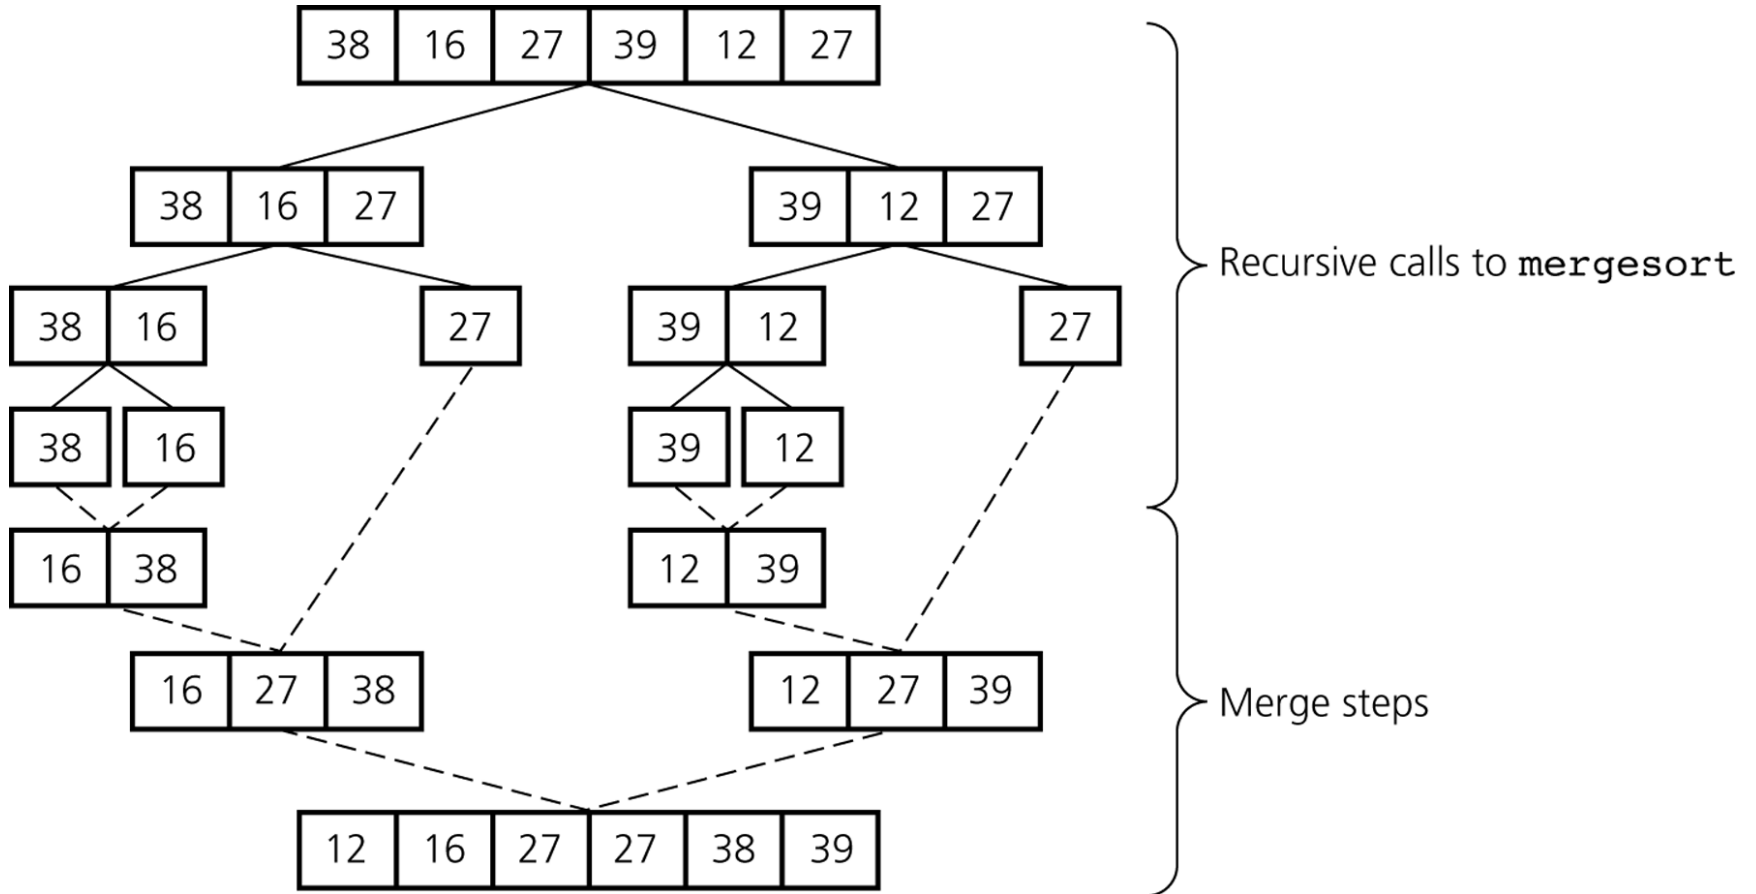 38 16 27 39 12 27
38 16 27 39 12 27
Recursive calls to mergesort
38 16 27 39 12 27
38 16 39 12
16 38 12 39
16 27 38 12 27 39
Merge steps
12 16 27 27 38 39